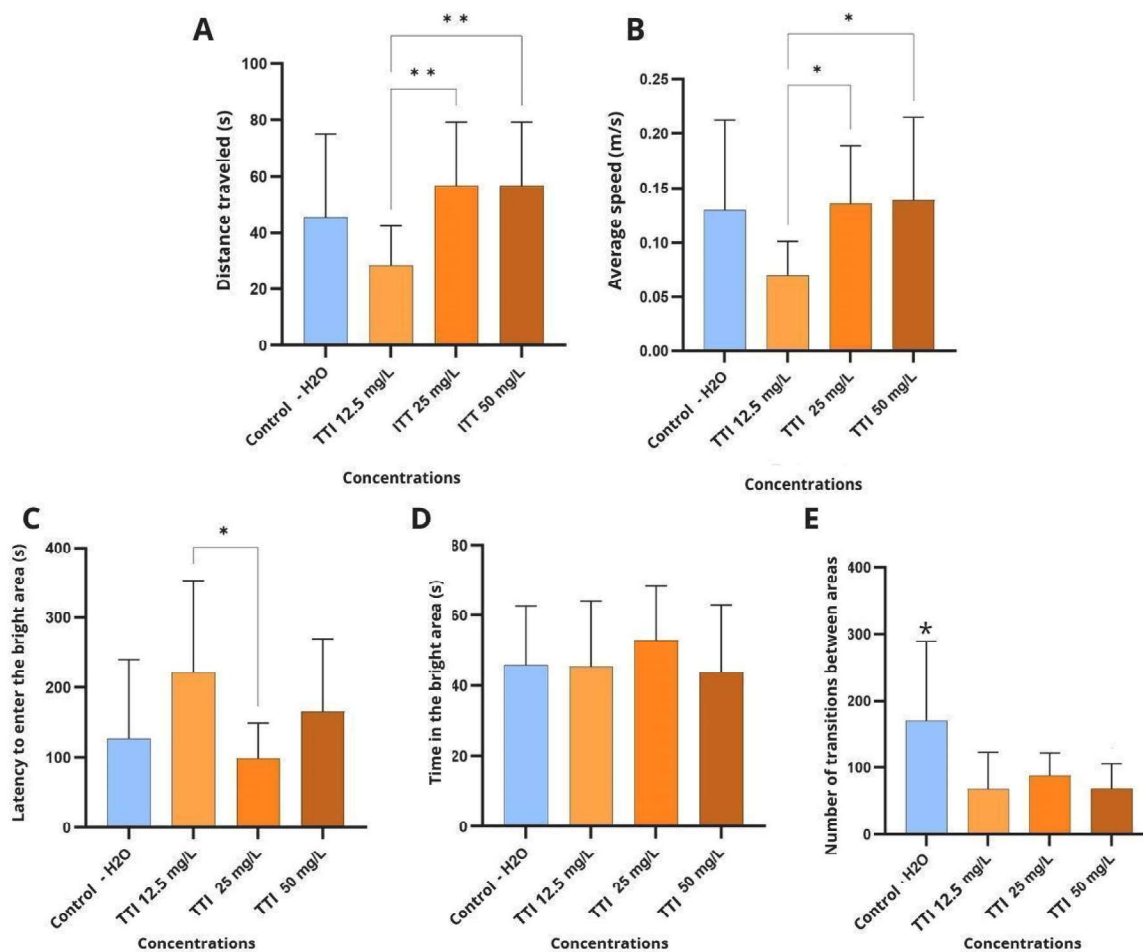 A
* *
* *
Distance traveled (s)
100
80
60
40
20
0
Control - H2O
TTI 12.5 mg/L
ITT 25 mg/L
ITT 50 mg/L
Concentrations
B
*
*
Average speed (m/s)
0.25
0.20
0.15
0.10
0.05
0.00
Control - H2O
TTI 12.5 mg/L
TTI 25 mg/L
TTI 50 mg/L
Concentrations
C
*
Latency to enter the bright area (s)
400
300
200
100
0
Control - H2O
TTI 12.5 mg/L
TTI 25 mg/L
TTI 50 mg/L
Concentrations
D
Time in the bright area (s)
80
60
40
20
0
Control - H2O
TTI 12.5 mg/L
TTI 25 mg/L
TTI 50 mg/L
Concentrations
E
*
Number of transitions between areas
400
300
200
100
0
Control - H2O
TTI 12.5 mg/L
TTI 25 mg/L
TTI 50 mg/L
Concentrations